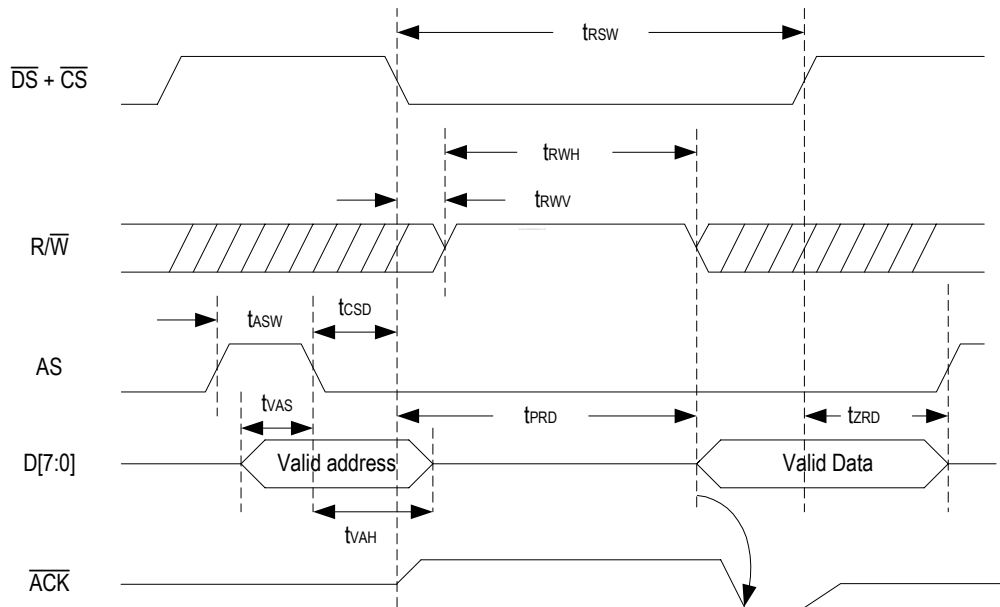 tRSW
DS + CS
tRWH
tRWV
R/W
tCSD
tASW
AS
tVAS
tPRD
tZRD
D[7:0]
Valid address
Valid Data
tVAH
ACK